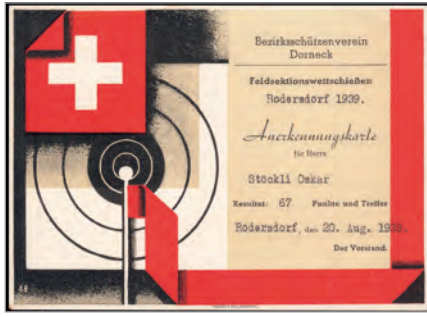 Bezirksschützenverein
Dorneck
Feldsektionswettschießen
Rodersdorf 1939.
Anerkennungskarte
für Herrn
Stöckli Oskar
Resultat: 67 Punkte und Treffer
Rodersdorf, den 20. Aug. 1939.
Der Vorstand.